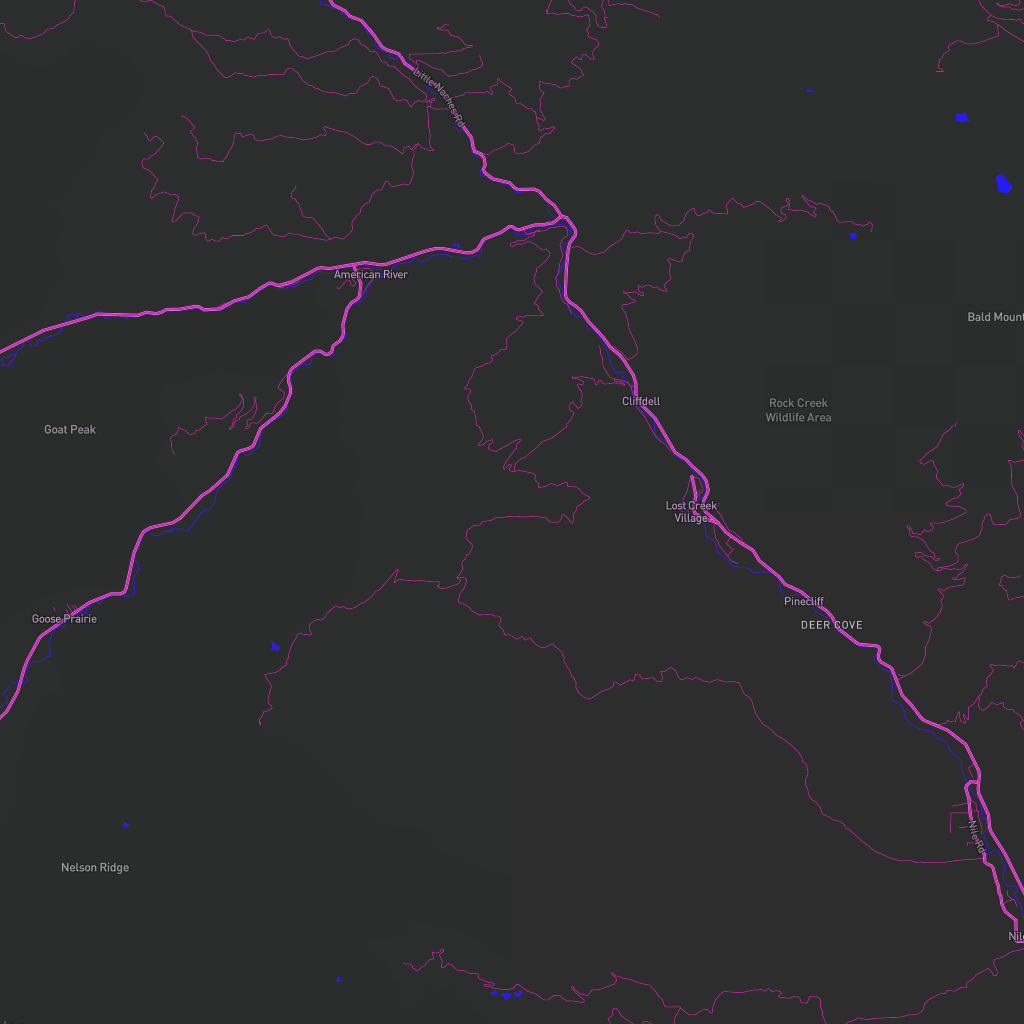 Little Naches Rd
American River
Bald Mount
Cliffdell
Rock Creek
Wildlife Area
Goat Peak
Lost Creek
Village
Pinecliff
Goose Prairie
DEER COVE
Nile Rd
Nelson Ridge
Nile